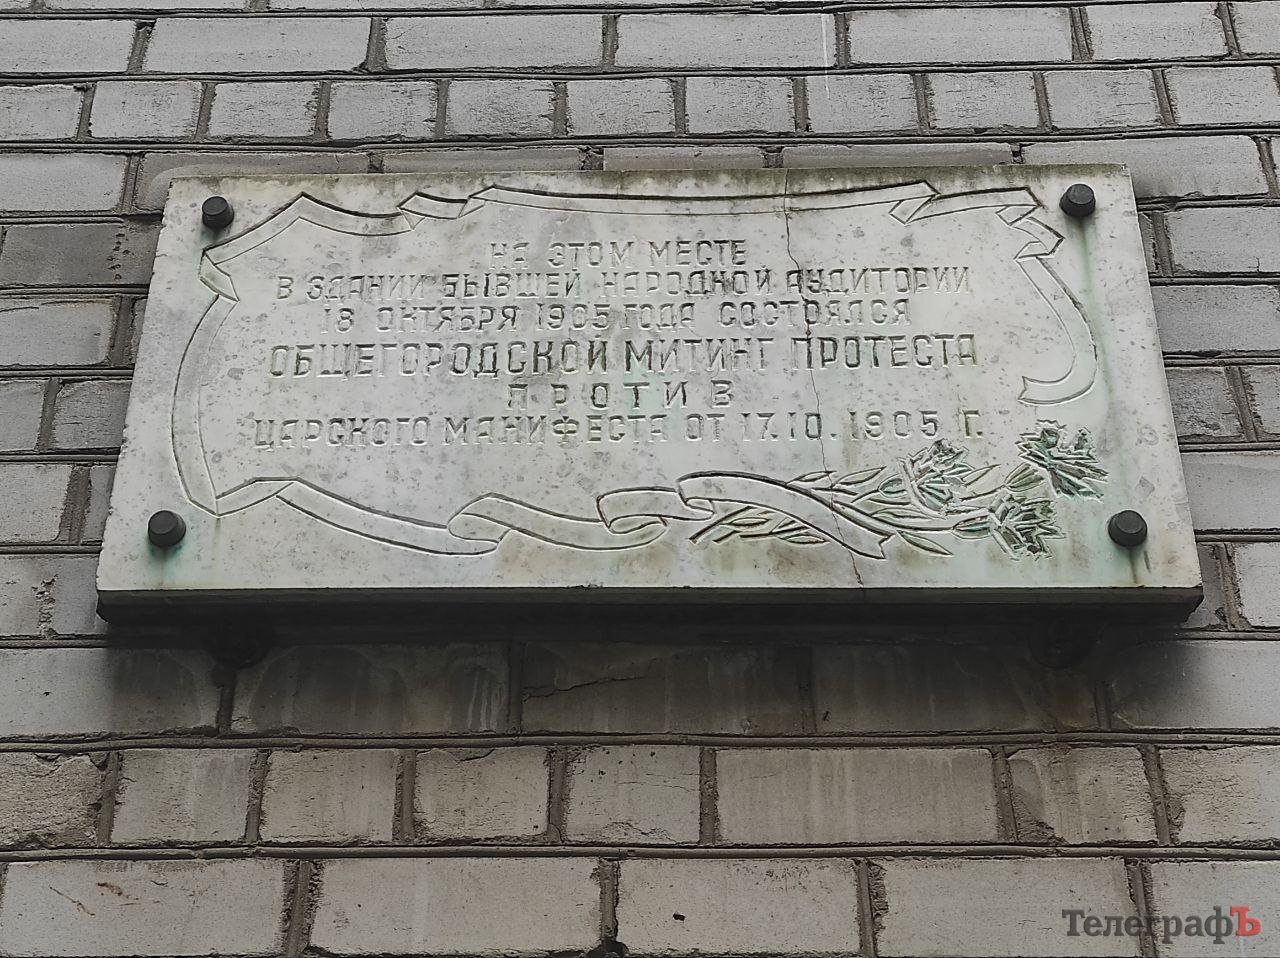 НА ЭТОМ МЕСТЕ
В ЗДАНИИ БЫВШЕЙ НАРОДНОЙ АУДИТОРИИ
18 ОКТЯБРЯ 1905 ГОДА СОСТОЯЛСЯ
ОБЩЕГОРОДСКОЙ МИТИНГ ПРОТЕСТА
ПРОТИВ
ЦАРСКОГО МАНИФЕСТА ОТ 17.10.1905 Г.
ТелеграфЪ